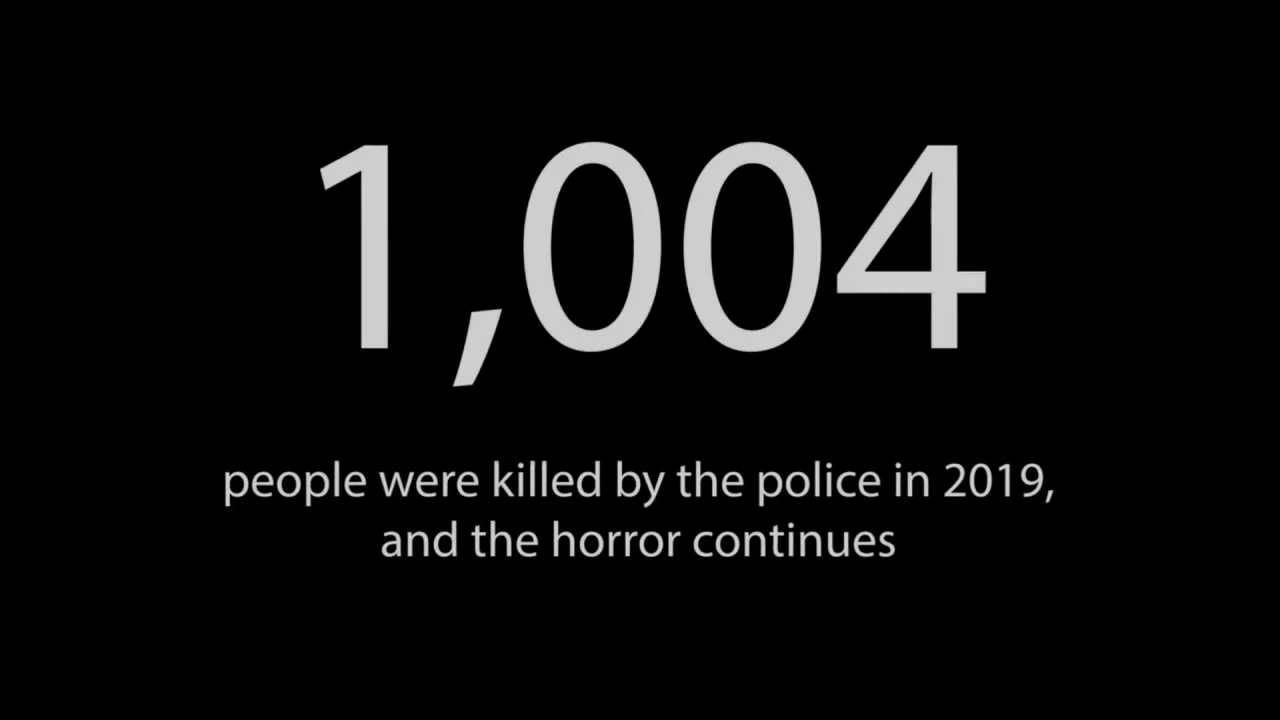 1,004
people were killed by the police in 2019,
and the horror continues